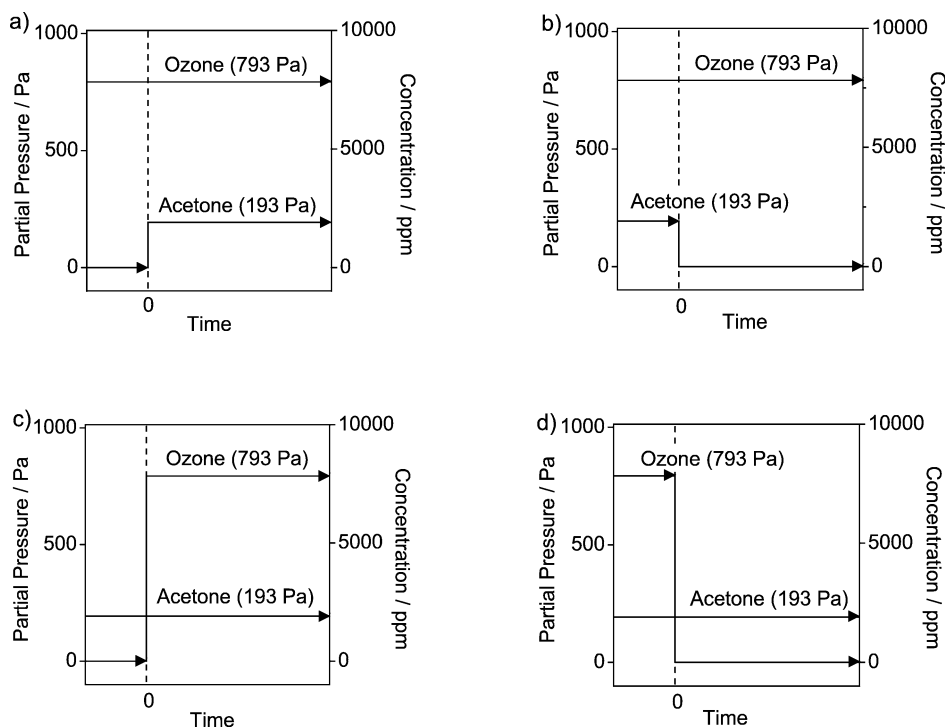 a)
1000
500
0
Partial Pressure / Pa
Ozone (793 Pa)
Acetone (193 Pa)
10000
5000
0
Concentration / ppm
0
Time
b)
1000
500
0
Partial Pressure / Pa
Ozone (793 Pa)
Acetone (193 Pa)
10000
5000
0
Concentration / ppm
0
Time
c)
1000
500
0
Partial Pressure / Pa
Ozone (793 Pa)
Acetone (193 Pa)
10000
5000
0
Concentration / ppm
0
Time
d)
1000
500
0
Partial Pressure / Pa
Ozone (793 Pa)
Acetone (193 Pa)
10000
5000
0
Concentration / ppm
0
Time